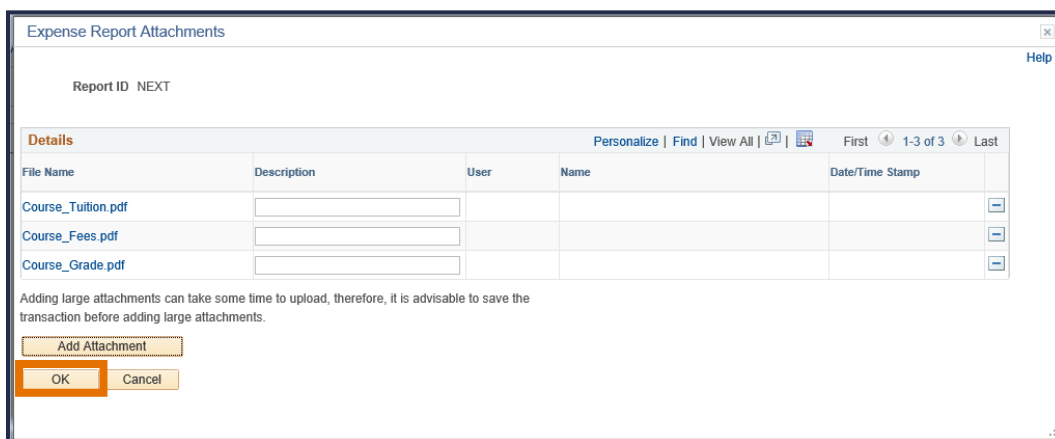 Expense Report Attachments
Help
Report ID NEXT
Details Personalize | Find | View All | | First 1-3 of 3 Last
File Name Description User Name Date/Time Stamp
Course_Tuition.pdf
Course_Fees.pdf
Course_Grade.pdf
Adding large attachments can take some time to upload, therefore, it is advisable to save the
transaction before adding large attachments.
Add Attachment
OK Cancel